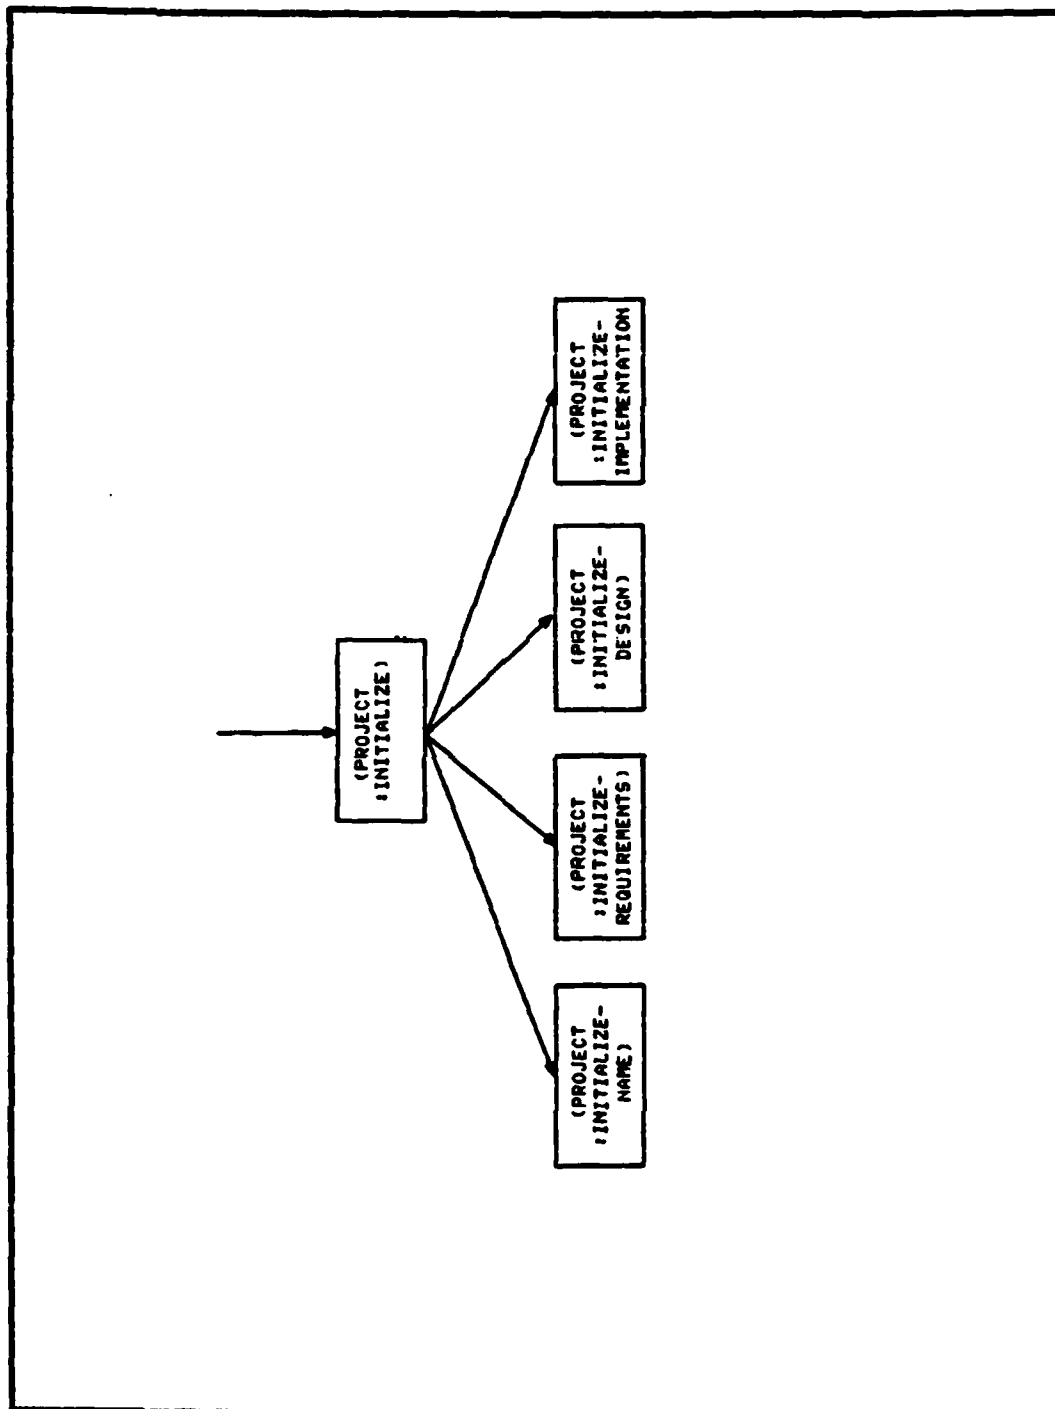 (PROJECT
:INITIALIZE)
(PROJECT
:INITIALIZE-
NAME)
(PROJECT
:INITIALIZE-
REQUIREMENTS)
(PROJECT
:INITIALIZE-
DESIGN)
(PROJECT
:INITIALIZE-
IMPLEMENTATION